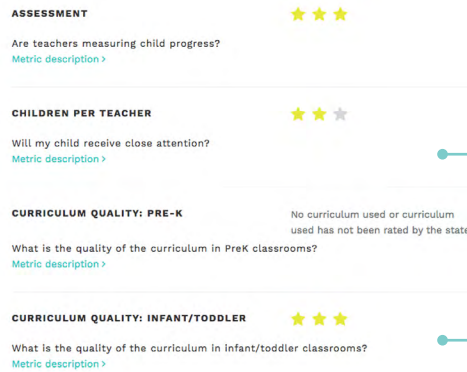 ASSESSMENT
Are teachers measuring child progress?
Metric description >
CHILDREN PER TEACHER
Will my child receive close attention?
Metric description >
CURRICULUM QUALITY: PRE-K
No curriculum used or curriculum
used has not been rated by the state
What is the quality of the curriculum in PreK classrooms?
Metric description >
CURRICULUM QUALITY: INFANT/TODDLER
What is the quality of the curriculum in infant/toddler classrooms?
Metric description >